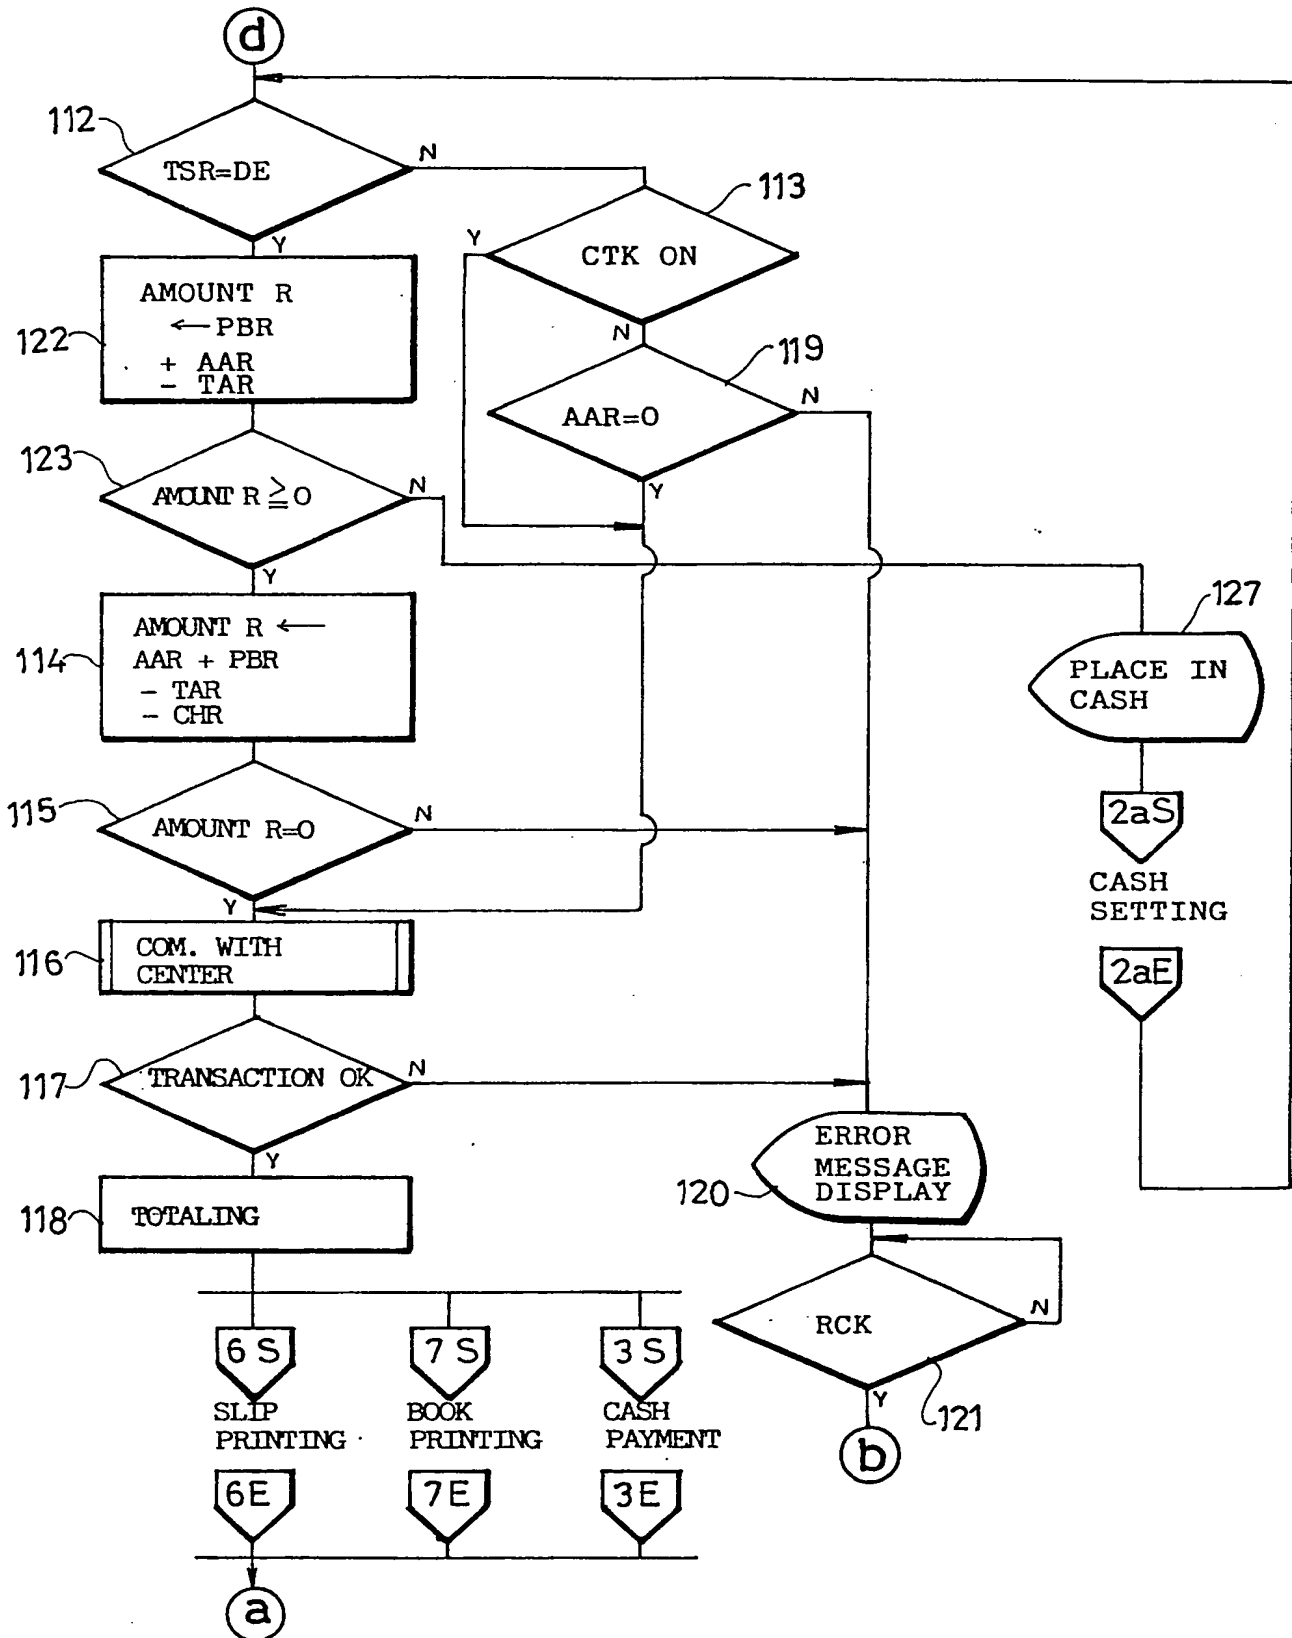 d
112
TSR=DE
N
Y
113
CTK ON
Y
N
122
AMOUNT R
← PBR
+ AAR
- TAR
119
AAR=0
N
Y
123
AMOUNT R ≧ 0
N
Y
114
AMOUNT R ←
AAR + PBR
- TAR
- CHR
127
PLACE IN
CASH
115
AMOUNT R=0
N
Y
2aS
CASH
SETTING
2aE
116
COM. WITH
CENTER
117
TRANSACTION OK
N
Y
118
TOTALING
120
ERROR
MESSAGE
DISPLAY
RCK
N
Y
121
b
6S
SLIP
PRINTING
6E
7S
BOOK
PRINTING
7E
3S
CASH
PAYMENT
3E
a